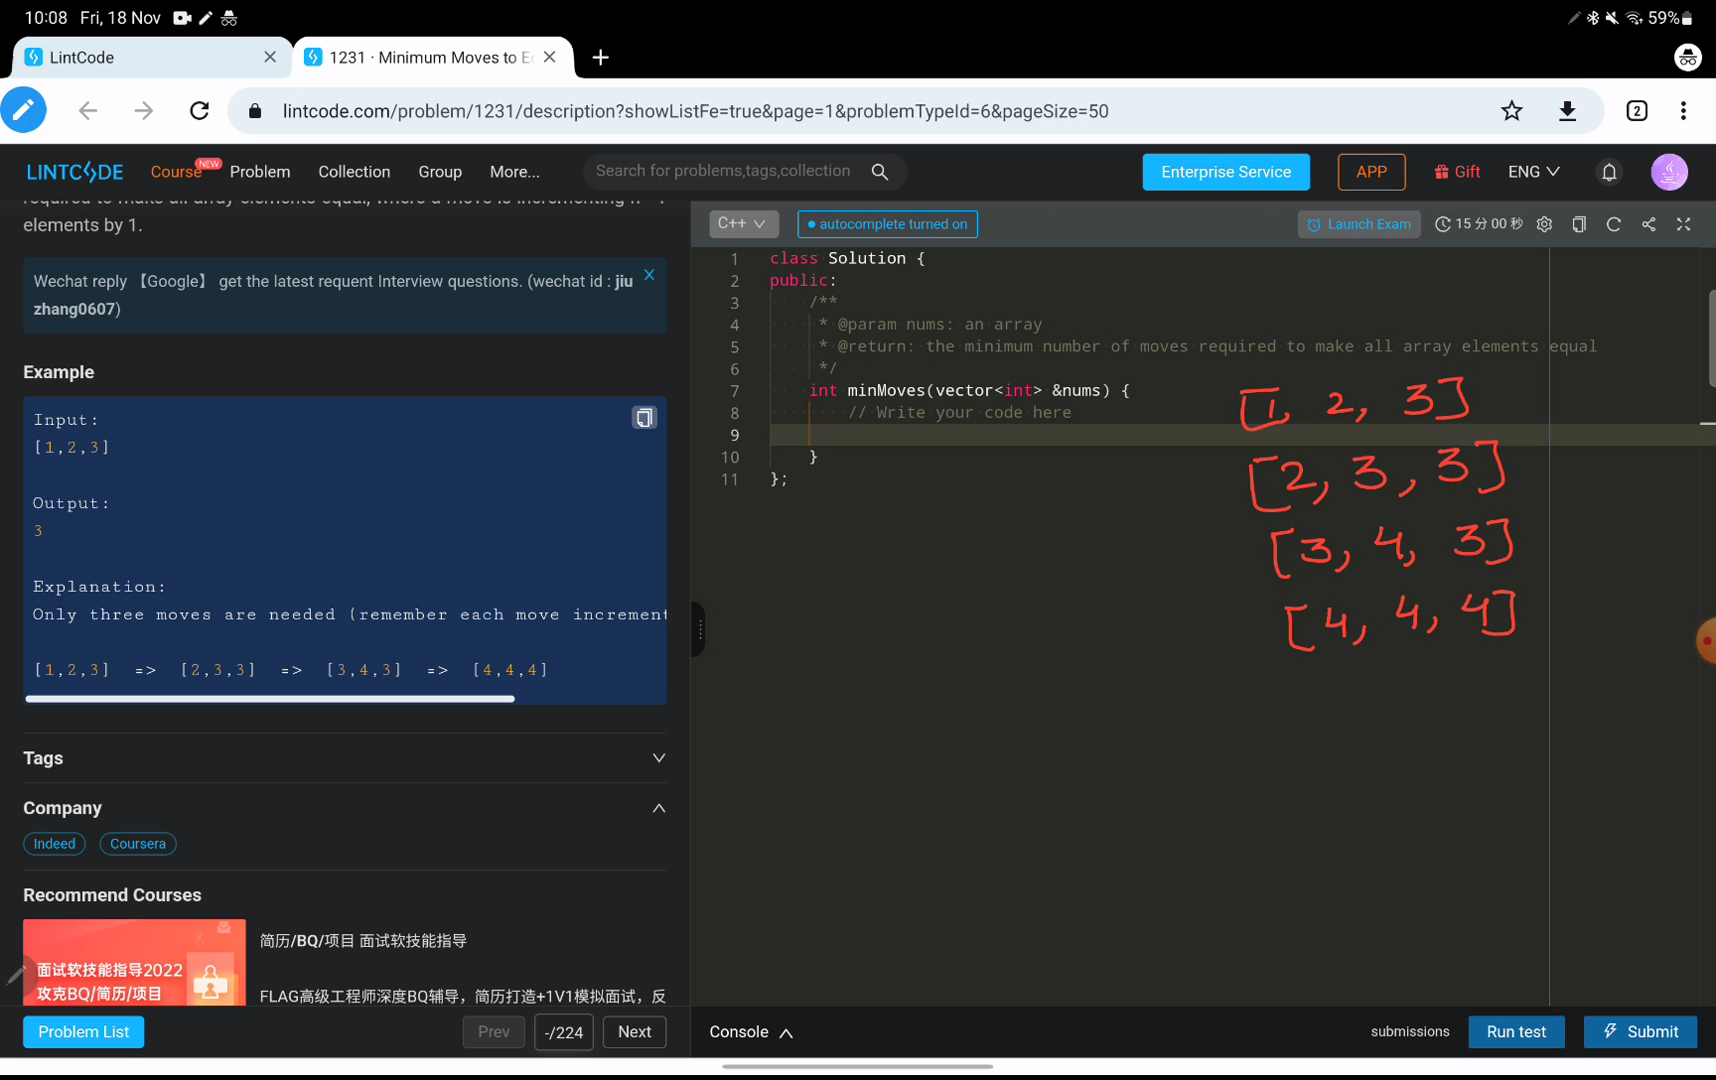 10:08 Fri, 18 Nov
59%
LintCode
1231 · Minimum Moves to E
lintcode.com/problem/1231/description?showListFe=true&page=1&problemTypeId=6&pageSize=50
2
LINTCODE Course NEW Problem Collection Group More...
Search for problems,tags,collection
Enterprise Service APP Gift ENG
elements by 1.
Wechat reply 【Google】 get the latest requent Interview questions. (wechat id : jiu
zhang0607)
Example
Input:
[1,2,3]
Output:
3
Explanation:
Only three moves are needed (remember each move increment
[1,2,3] => [2,3,3] => [3,4,3] => [4,4,4]
Tags
Company
Indeed Coursera
Recommend Courses
面试软技能指导2022
攻克BQ/简历/项目
简历/BQ/项目 面试软技能指导
FLAG高级工程师深度BQ辅导，简历打造+1V1模拟面试，反
Problem List Prev -/224 Next
C++ autocomplete turned on Launch Exam 15 分 00 秒
1 class Solution {
2 public:
3 /**
4 * @param nums: an array
5 * @return: the minimum number of moves required to make all array elements equal
6 */
7 int minMoves(vector<int> &nums) {
8 // Write your code here
9
10 }
11 };
[1, 2, 3]
[2, 3, 3]
[3, 4, 3]
[4, 4, 4]
Console submissions Run test Submit